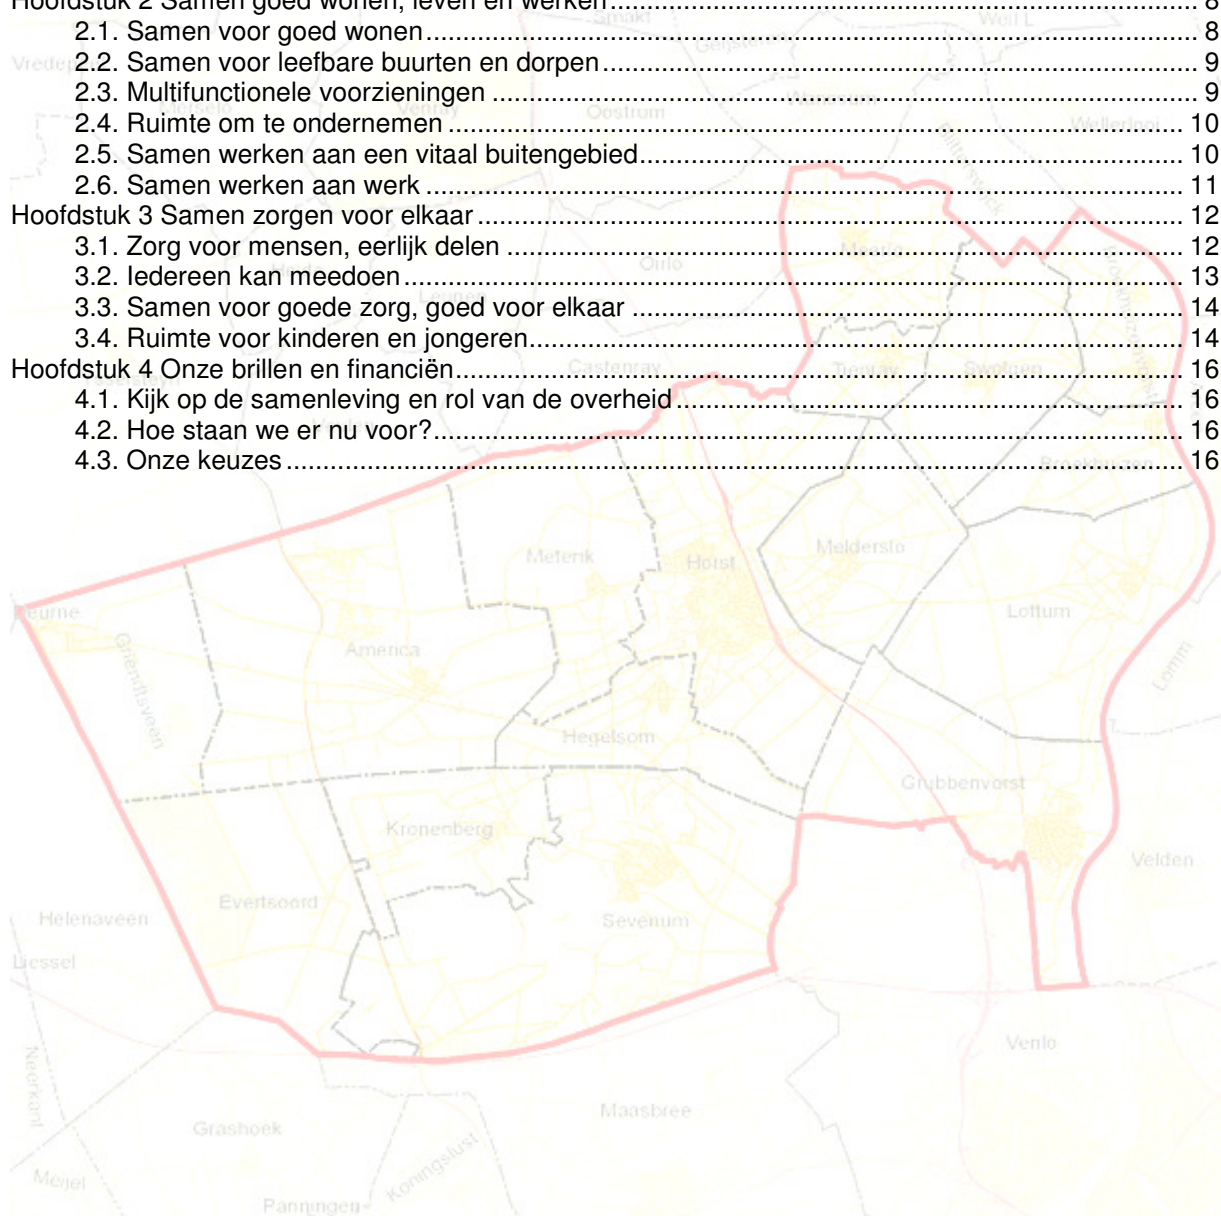 Hoofdstuk 2 Samen goed wonen, leven en werken 8
2.1. Samen voor goed wonen 8
2.2. Samen voor leefbare buurten en dorpen 9
2.3. Multifunctionele voorzieningen 9
2.4. Ruimte om te ondernemen 10
2.5. Samen werken aan een vitaal buitengebied 10
2.6. Samen werken aan werk 11
Hoofdstuk 3 Samen zorgen voor elkaar 12
3.1. Zorg voor mensen, eerlijk delen 12
3.2. Iedereen kan meedoen 13
3.3. Samen voor goede zorg, goed voor elkaar 14
3.4. Ruimte voor kinderen en jongeren 14
Hoofdstuk 4 Onze brillen en financiën 16
4.1. Kijk op de samenleving en rol van de overheid 16
4.2. Hoe staan we er nu voor? 16
4.3. Onze keuzes 16
Smakt
Geijsteren
Merselo
Venray
Oostrum
Wanssum
Oirlo
Leunen
Castenray
Meerlo
Tienray
Swolgen
Broekhuizen
Meterik
Horst
Melderslo
Deurne
Lottum
Griendtsveen
America
Lomm
Hegelsom
Grubbenvorst
Kronenberg
Velden
Evertsoord
Helenaveen
Sevenum
Liessel
Venlo
Neerkant
Maasbree
Grashoek
Koningslust
Meijel
Panningen